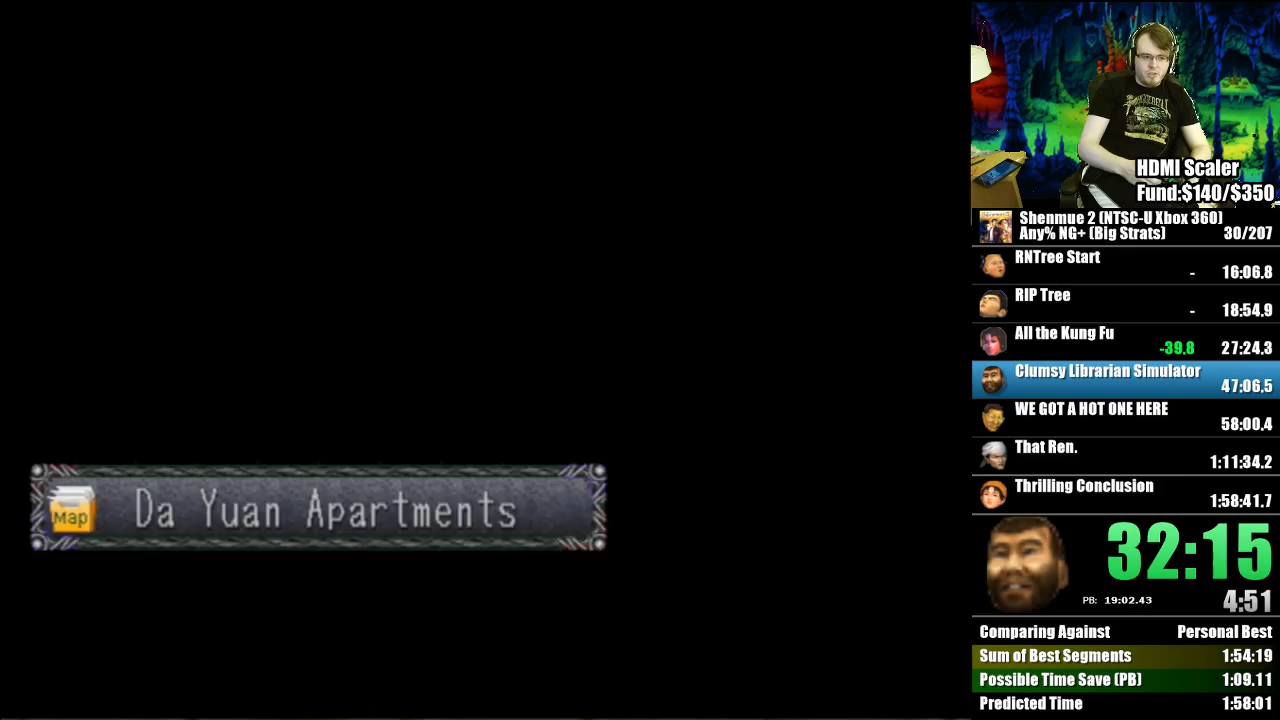 Map
Da Yuan Apartments
HDMI Scaler
Fund:$140/$350
Shenmue 2 (NTSC-U Xbox 360)
Any% NG+ (Big Strats) 30/207
RNTree Start
- 16:06.8
RIP Tree
- 18:54.9
All the Kung Fu
-39.8 27:24.3
Clumsy Librarian Simulator
47:06.5
WE GOT A HOT ONE HERE
58:00.4
That Ren.
1:11:34.2
Thrilling Conclusion
1:58:41.7
32:15
PB: 19:02.43 4:51
Comparing Against Personal Best
Sum of Best Segments 1:54:19
Possible Time Save (PB) 1:09.11
Predicted Time 1:58:01